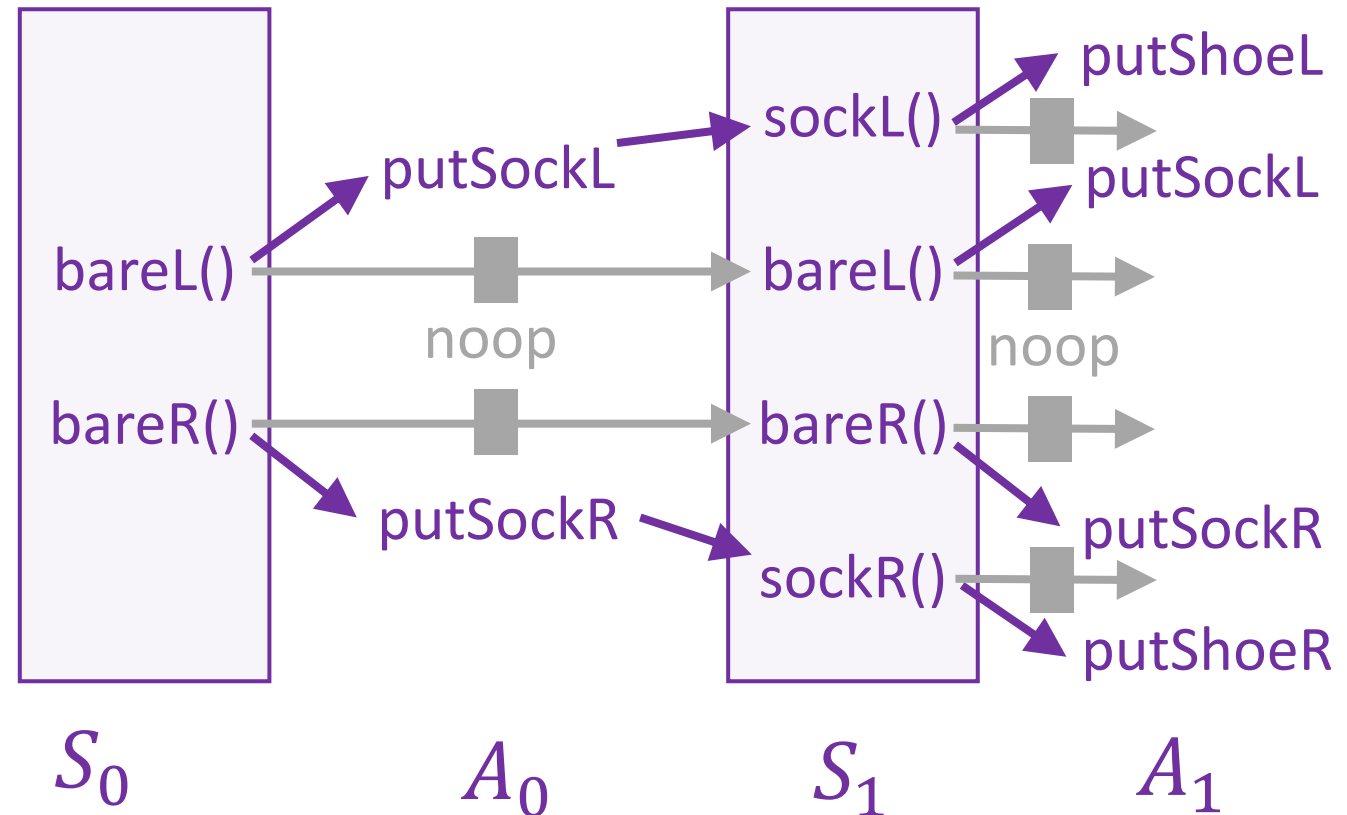 putShoeL
sockL()
putSockL
putSockL
bareL()
bareL()
noop
noop
bareR()
bareR()
putSockR
putSockR
sockR()
putShoeR
S₀
A₀
S₁
A₁